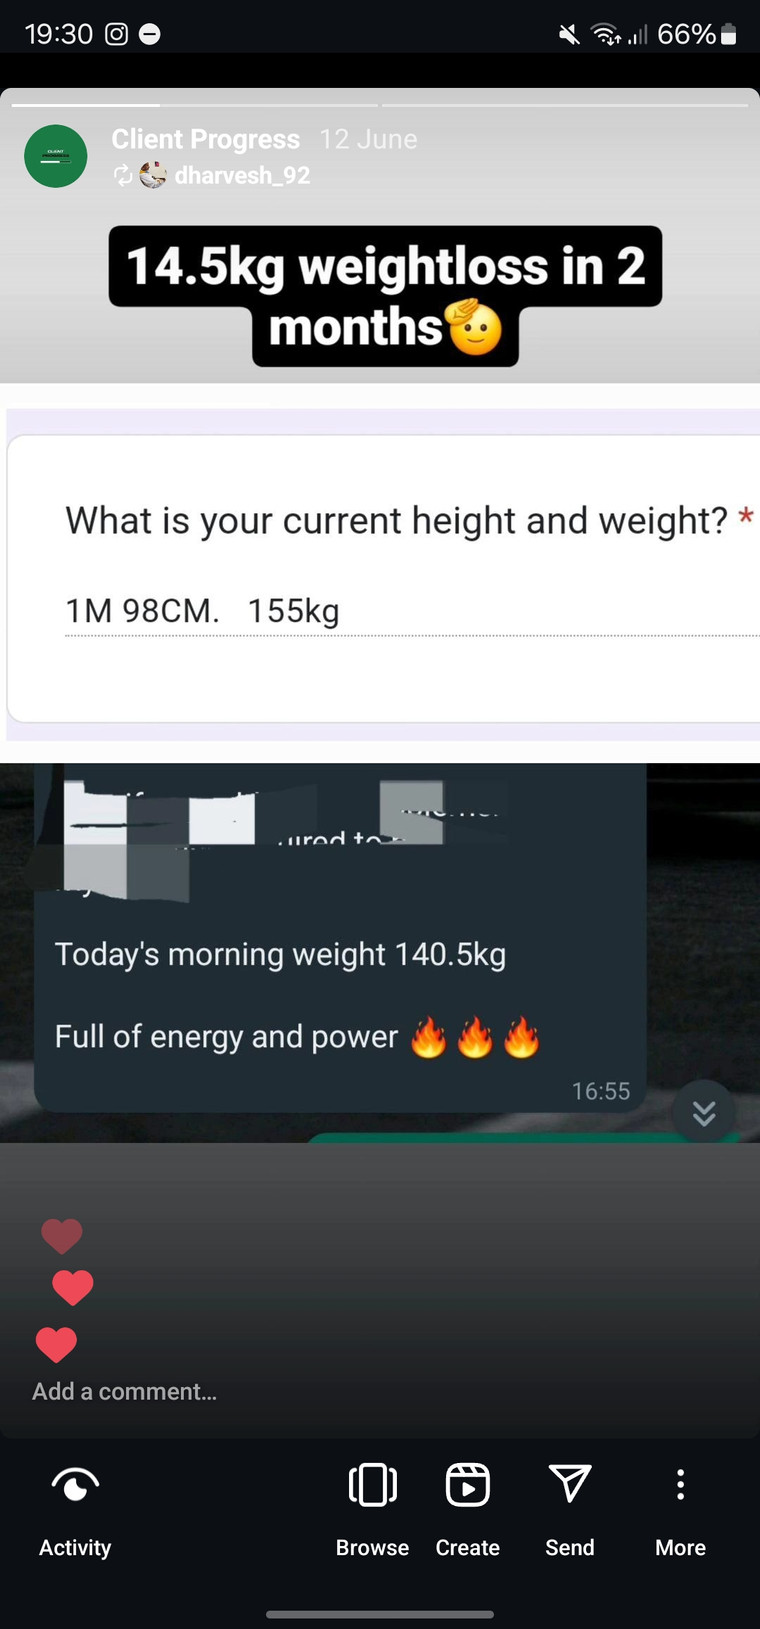 19:30
66%
Client Progress 12 June
dharvesh_92
14.5kg weightloss in 2
months🫡
What is your current height and weight? *
1M 98CM. 155kg
Today's morning weight 140.5kg
Full of energy and power 🔥🔥🔥
16:55
Add a comment...
Activity
Browse
Create
Send
More